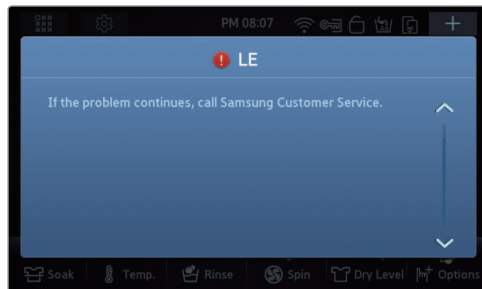 PM 08:07
LE
If the problem continues, call Samsung Customer Service.
Soak
Temp.
Rinse
Spin
Dry Level
Options